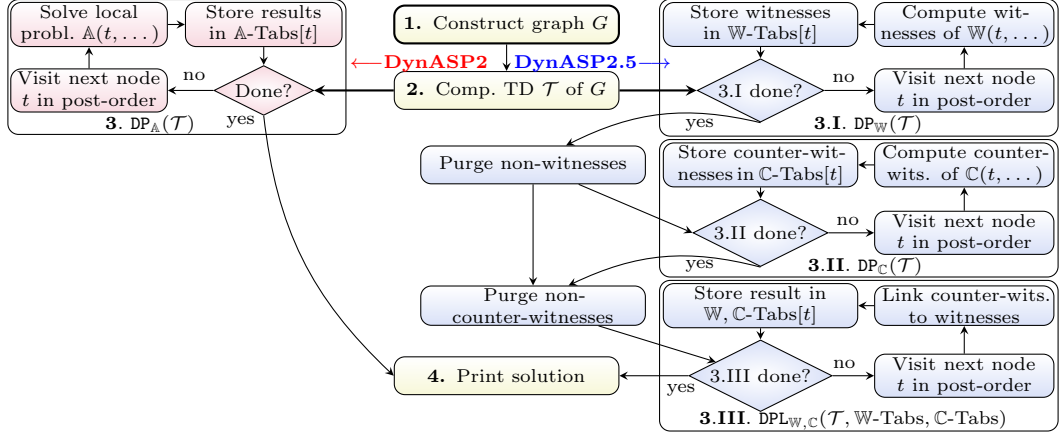 Solve local
probl. 𝔸(t, . . .)
Store results
in 𝔸-Tabs[t]
Visit next node
t in post-order
no
Done?
yes
3. DP𝔸(𝒯)
1. Construct graph G
⟵DynASP2
DynASP2.5⟶
2. Comp. TD 𝒯 of G
Store witnesses
in 𝕎-Tabs[t]
Compute wit-
nesses of 𝕎(t, . . .)
3.I done?
no
Visit next node
t in post-order
yes
3.I. DP𝕎(𝒯)
Purge non-witnesses
Store counter-wit-
nesses in ℂ-Tabs[t]
Compute counter-
wits. of ℂ(t, . . .)
3.II done?
no
Visit next node
t in post-order
yes
3.II. DPℂ(𝒯)
Purge non-
counter-witnesses
Store result in
𝕎, ℂ-Tabs[t]
Link counter-wits.
to witnesses
4. Print solution
yes
3.III done?
no
Visit next node
t in post-order
3.III. DPL𝕎,ℂ(𝒯, 𝕎-Tabs, ℂ-Tabs)